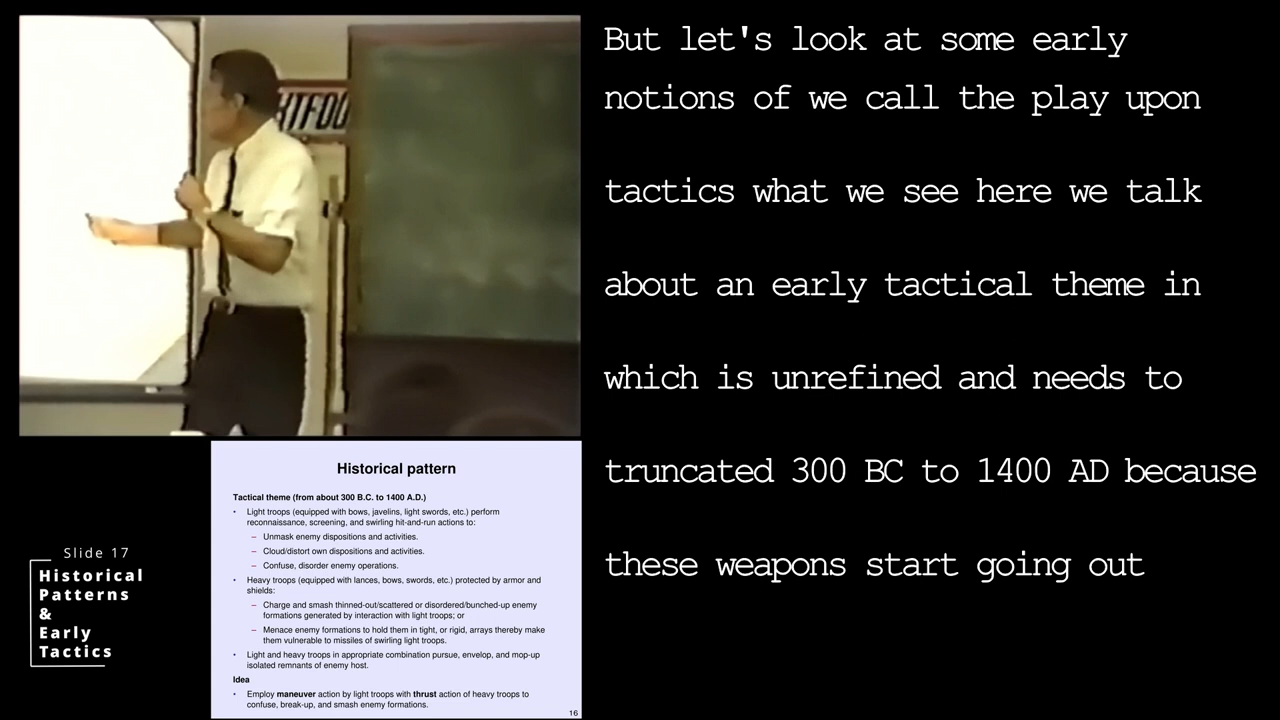 But let's look at some early
notions of we call the play upon
tactics what we see here we talk
about an early tactical theme in
which is unrefined and needs to
truncated 300 BC to 1400 AD because
these weapons start going out
Historical pattern
Tactical theme (from about 300 B.C. to 1400 A.D.)
• Light troops (equipped with bows, javelins, light swords, etc.) perform
reconnaissance, screening, and swirling hit-and-run actions to:
– Unmask enemy dispositions and activities.
– Cloud/distort own dispositions and activities.
– Confuse, disorder enemy operations.
• Heavy troops (equipped with lances, bows, swords, etc.) protected by armor and
shields:
– Charge and smash thinned-out/scattered or disordered/bunched-up enemy
formations generated by interaction with light troops; or
– Menace enemy formations to hold them in tight, or rigid, arrays thereby make
them vulnerable to missiles of swirling light troops.
• Light and heavy troops in appropriate combination pursue, envelop, and mop-up
isolated remnants of enemy host.
Idea
• Employ maneuver action by light troops with thrust action of heavy troops to
confuse, break-up, and smash enemy formations.
16
Slide 17
Historical
Patterns
&
Early
Tactics